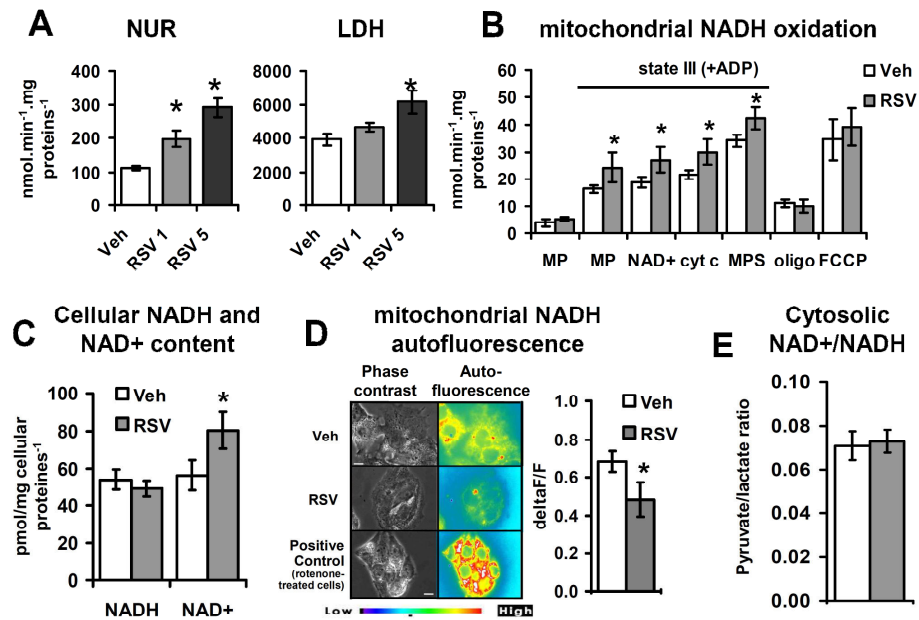 A
NUR
LDH
nmol.min⁻¹.mg
proteins⁻¹
400
300
200
100
0
*
*
Veh
RSV 1
RSV 5
8000
6000
4000
2000
0
*
Veh
RSV 1
RSV 5
B
mitochondrial NADH oxidation
state III (+ADP)
Veh
RSV
nmol.min⁻¹.mg
proteins⁻¹
60
50
40
30
20
10
0
* * * *
MP MP NAD+ cyt c MPS oligo FCCP
C
Cellular NADH and
NAD+ content
pmol/mg cellular
proteines⁻¹
100
80
60
40
20
0
Veh
RSV
*
NADH NAD+
D
mitochondrial NADH
autofluorescence
Phase
contrast
Auto-
fluorescence
Veh
RSV
Positive
Control
(rotenone-
treated cells)
Low
High
deltaF/F
1.0
0.8
0.6
0.4
0.2
0.0
Veh
RSV
*
E
Cytosolic
NAD+/NADH
Pyruvate/lactate ratio
0.10
0.08
0.06
0.04
0.02
0.00